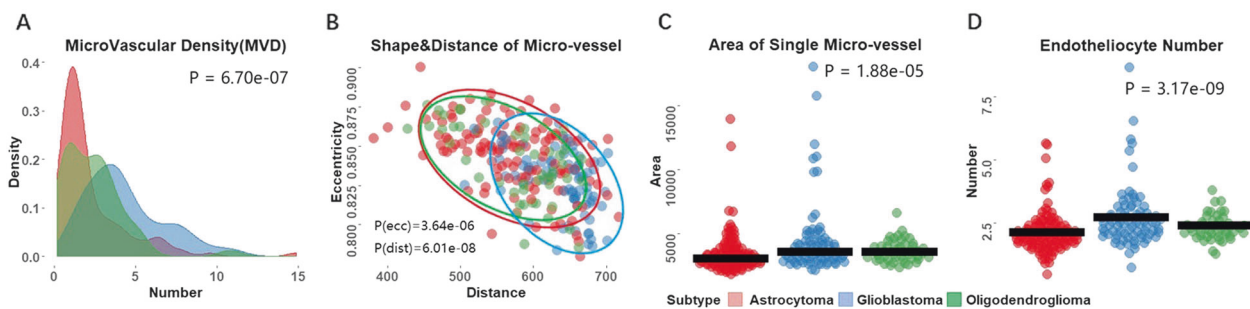 A
MicroVascular Density(MVD)
P = 6.70e-07
0.4
0.3
0.2
0.1
0.0
Density
0
5
10
15
Number
B
Shape&Distance of Micro-vessel
0.900
0.875
0.850
0.825
0.800
Eccentricity
P(ecc)=3.64e-06
P(dist)=6.01e-08
400
500
600
700
Distance
C
Area of Single Micro-vessel
P = 1.88e-05
15000
10000
5000
Area
D
Endotheliocyte Number
P = 3.17e-09
7.5
5.0
2.5
Number
Subtype Astrocytoma Glioblastoma Oligodendroglioma